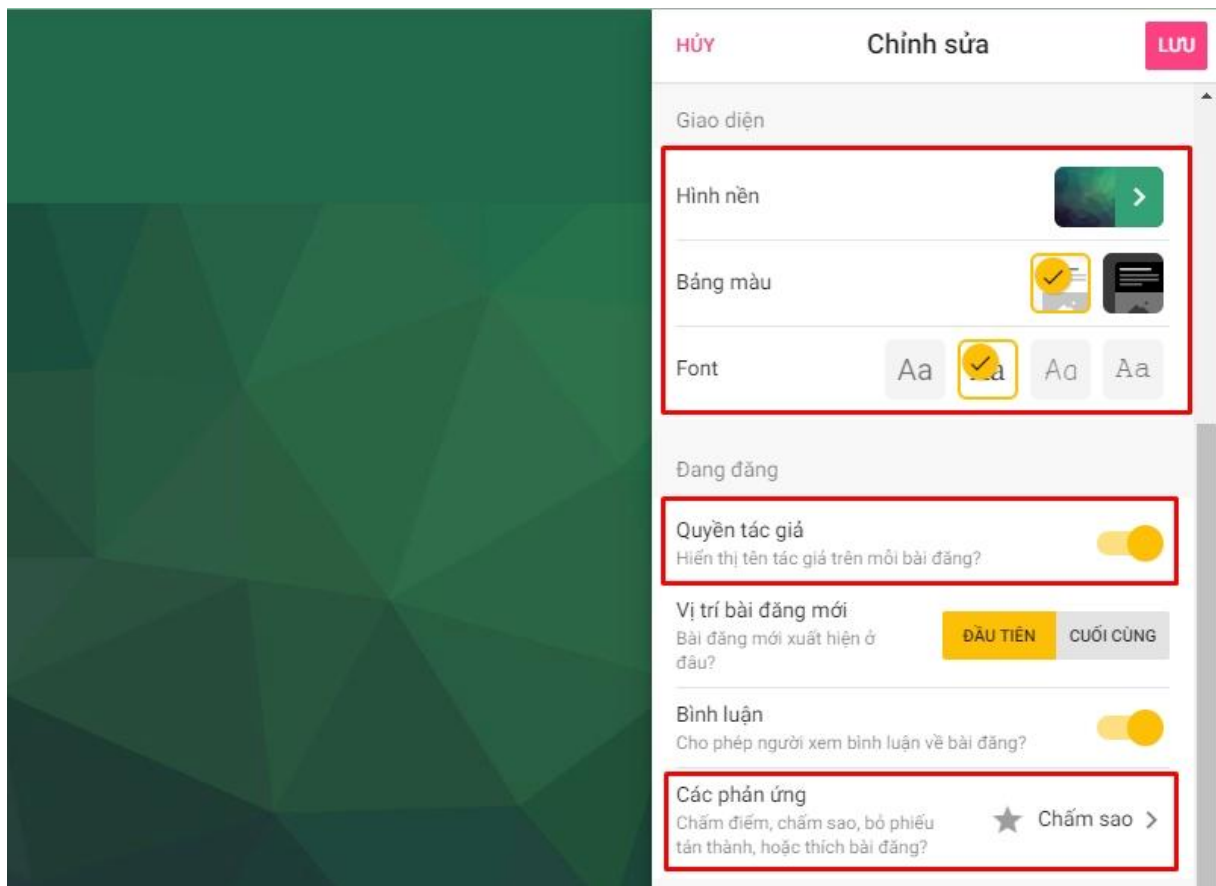 HỦY
Chỉnh sửa
LƯU
Giao diện
Hình nền
Bảng màu
Font
Aa
Aa
Aa
Đang đăng
Quyền tác giả
Hiển thị tên tác giả trên mỗi bài đăng?
Vị trí bài đăng mới
Bài đăng mới xuất hiện ở
đâu?
ĐẦU TIÊN
CUỐI CÙNG
Bình luận
Cho phép người xem bình luận về bài đăng?
Các phản ứng
Chấm điểm, chấm sao, bỏ phiếu
tán thành, hoặc thích bài đăng?
Chấm sao